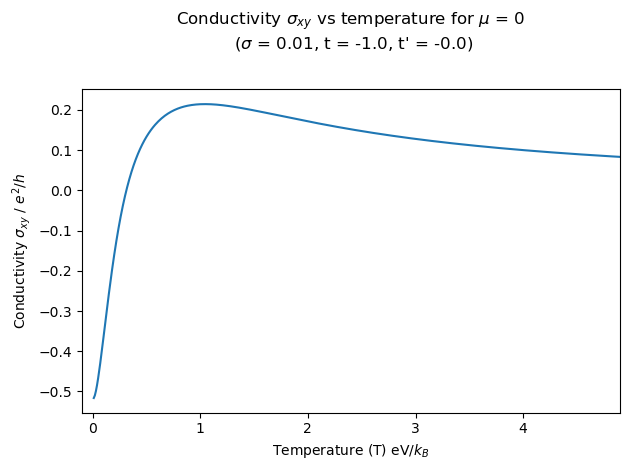 Conductivity σxy vs temperature for μ = 0
(σ = 0.01, t = -1.0, t' = -0.0)
Conductivity σxy / e²/h
0.2
0.1
0.0
−0.1
−0.2
−0.3
−0.4
−0.5
0 1 2 3 4
Temperature (T) eV/kB